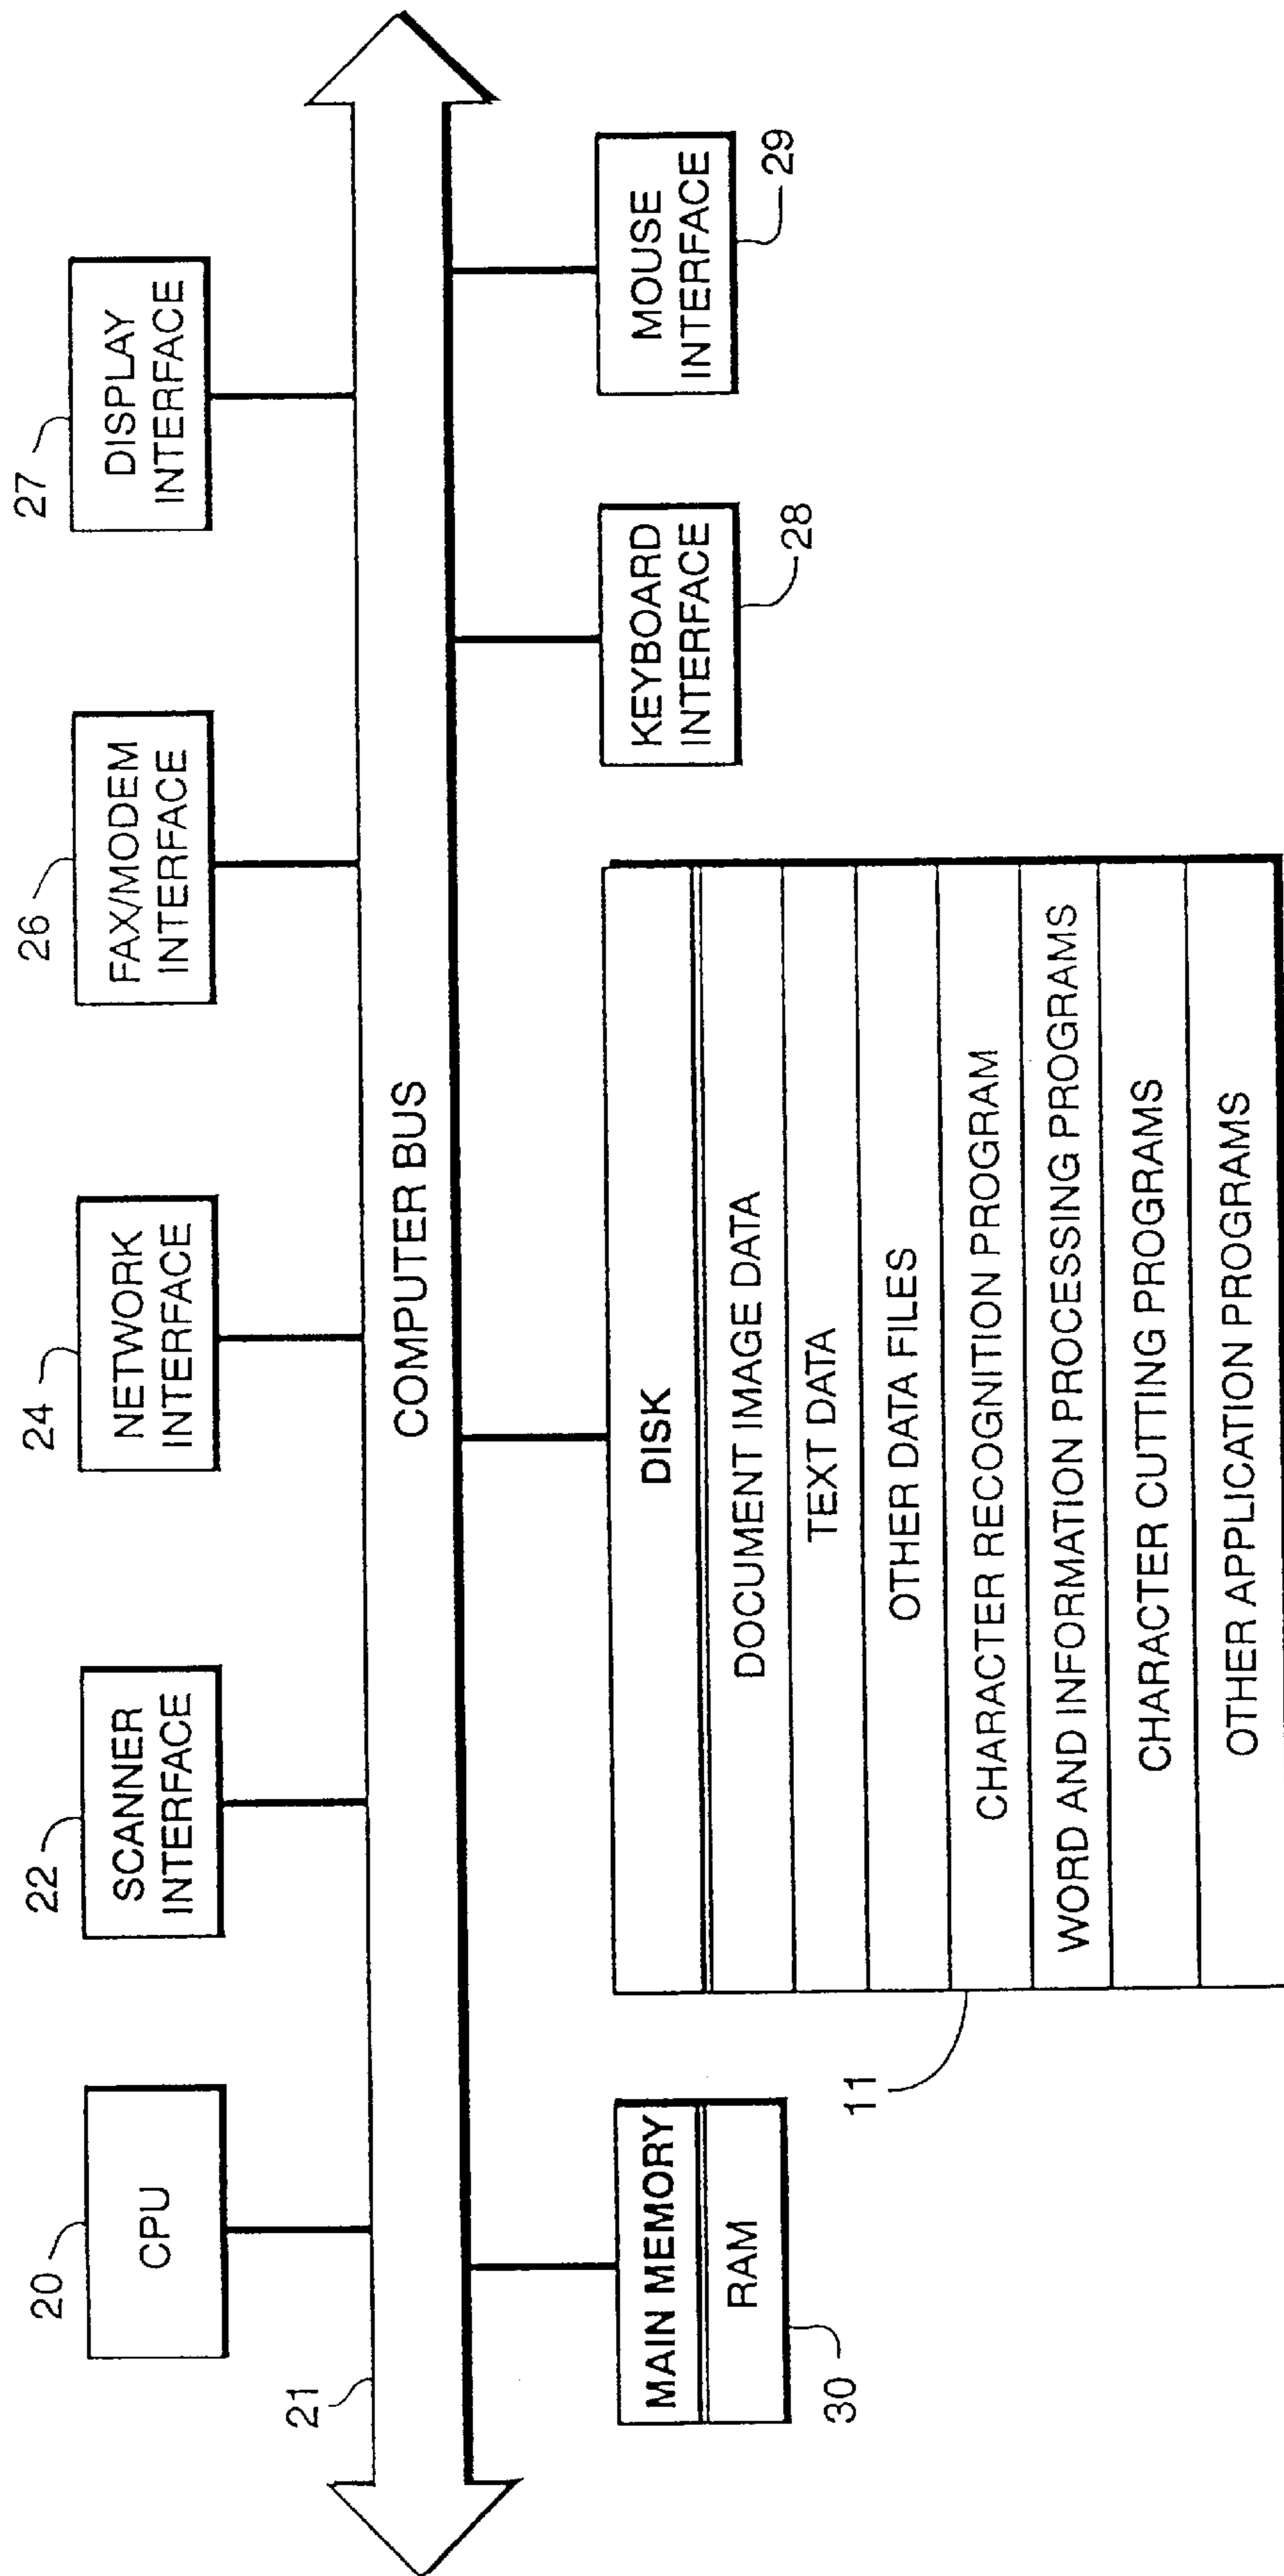 20
CPU
22
SCANNER
INTERFACE
24
NETWORK
INTERFACE
26
FAX/MODEM
INTERFACE
27
DISPLAY
INTERFACE
21
COMPUTER BUS
MAIN MEMORY
RAM
30
11
DISK
DOCUMENT IMAGE DATA
TEXT DATA
OTHER DATA FILES
CHARACTER RECOGNITION PROGRAM
WORD AND INFORMATION PROCESSING PROGRAMS
CHARACTER CUTTING PROGRAMS
OTHER APPLICATION PROGRAMS
KEYBOARD
INTERFACE
28
MOUSE
INTERFACE
29